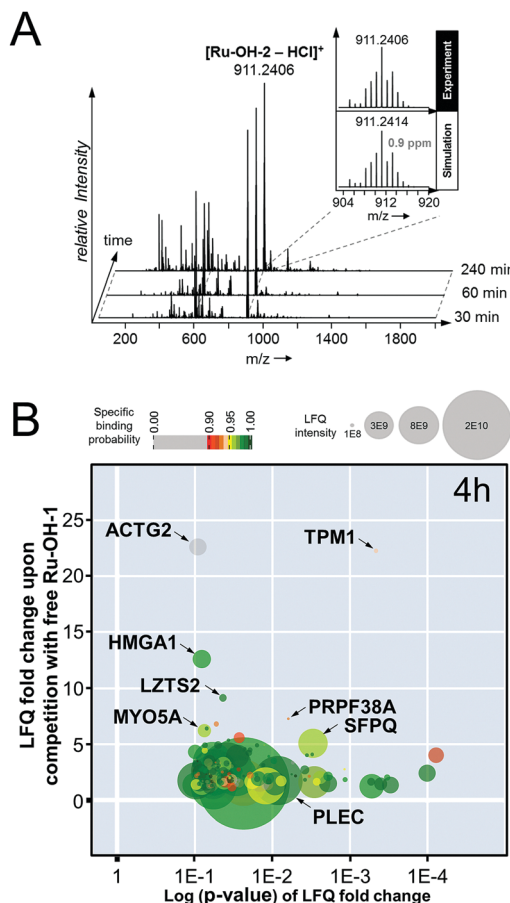 A
[Ru-OH-2 – HCl]+
911.2406
911.2406
Experiment
911.2414
0.9 ppm
Simulation
904 912 920
m/z →
relative Intensity
time
240 min
60 min
30 min
200 600 1000 1400 1800
m/z →
B
Specific binding probability
0.00 0.90 0.95 1.00
LFQ intensity
1E8 3E9 8E9 2E10
4h
LFQ fold change upon
competition with free Ru-OH-1
25
20
15
10
5
0
ACTG2
TPM1
HMGA1
LZTS2
MYO5A
PRPF38A
SFPQ
PLEC
1 1E-1 1E-2 1E-3 1E-4
Log (p-value) of LFQ fold change